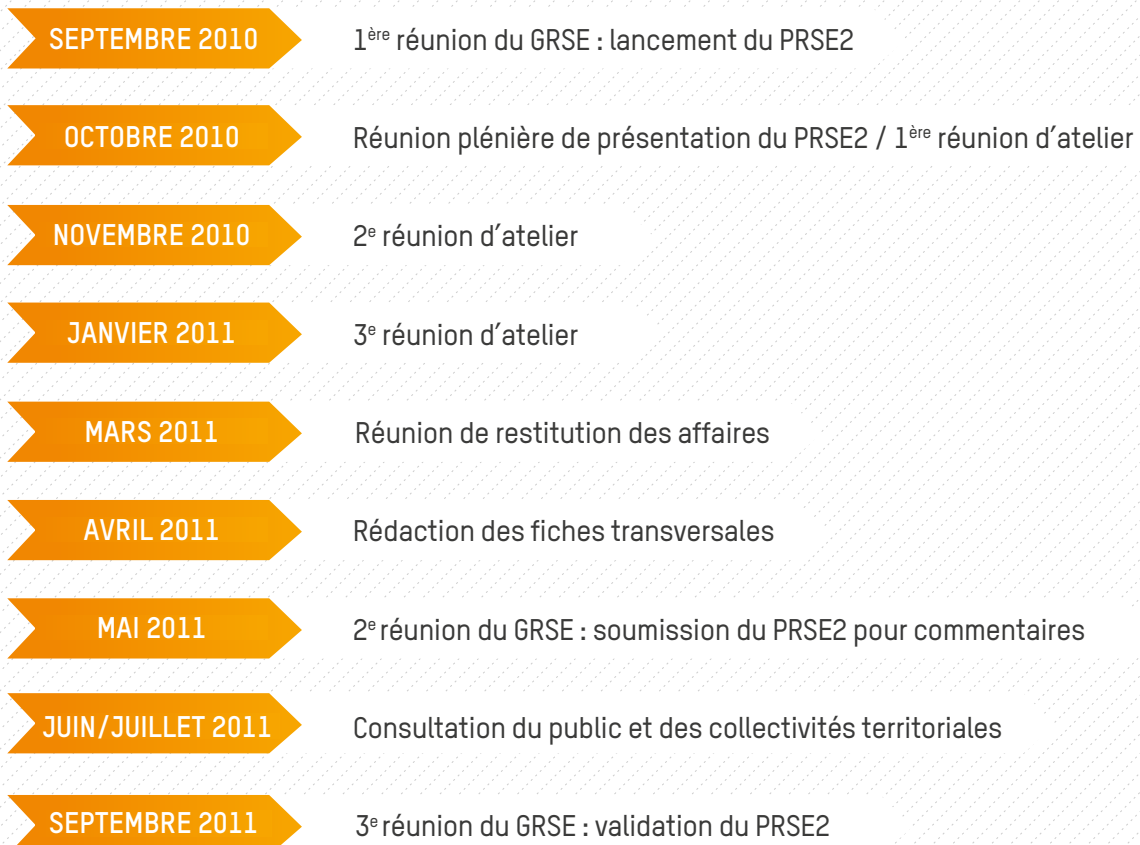 SEPTEMBRE 2010 1ère réunion du GRSE : lancement du PRSE2
OCTOBRE 2010 Réunion plénière de présentation du PRSE2 / 1ère réunion d'atelier
NOVEMBRE 2010 2e réunion d'atelier
JANVIER 2011 3e réunion d'atelier
MARS 2011 Réunion de restitution des affaires
AVRIL 2011 Rédaction des fiches transversales
MAI 2011 2e réunion du GRSE : soumission du PRSE2 pour commentaires
JUIN/JUILLET 2011 Consultation du public et des collectivités territoriales
SEPTEMBRE 2011 3e réunion du GRSE : validation du PRSE2